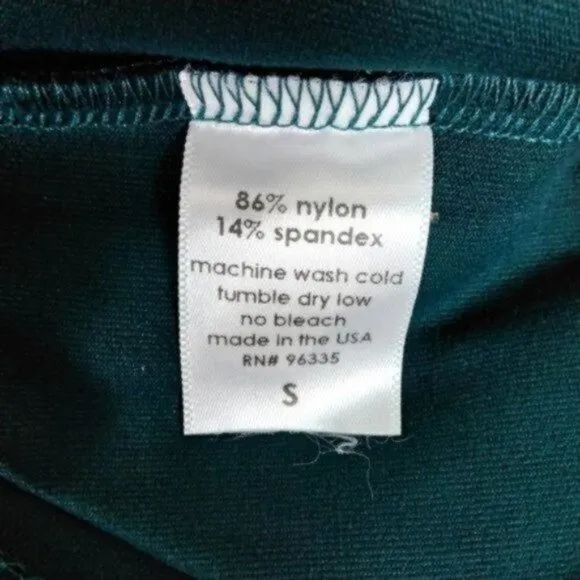 86% nylon
14% spandex
machine wash cold
tumble dry low
no bleach
made in the USA
RN# 96335
S